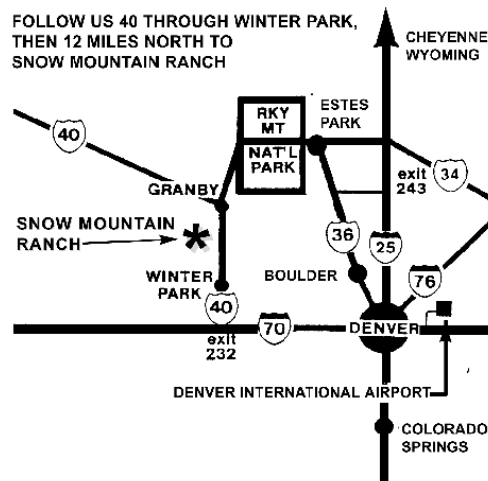 FOLLOW US 40 THROUGH WINTER PARK,
THEN 12 MILES NORTH TO
SNOW MOUNTAIN RANCH
CHEYENNE
WYOMING
RKY
MT
NAT'L
PARK
ESTES
PARK
40
exit
243
34
GRANBY
SNOW MOUNTAIN
RANCH
*
36
25
76
WINTER
PARK
BOULDER
40
70
DENVER
exit
232
DENVER INTERNATIONAL AIRPORT
COLORADO
SPRINGS